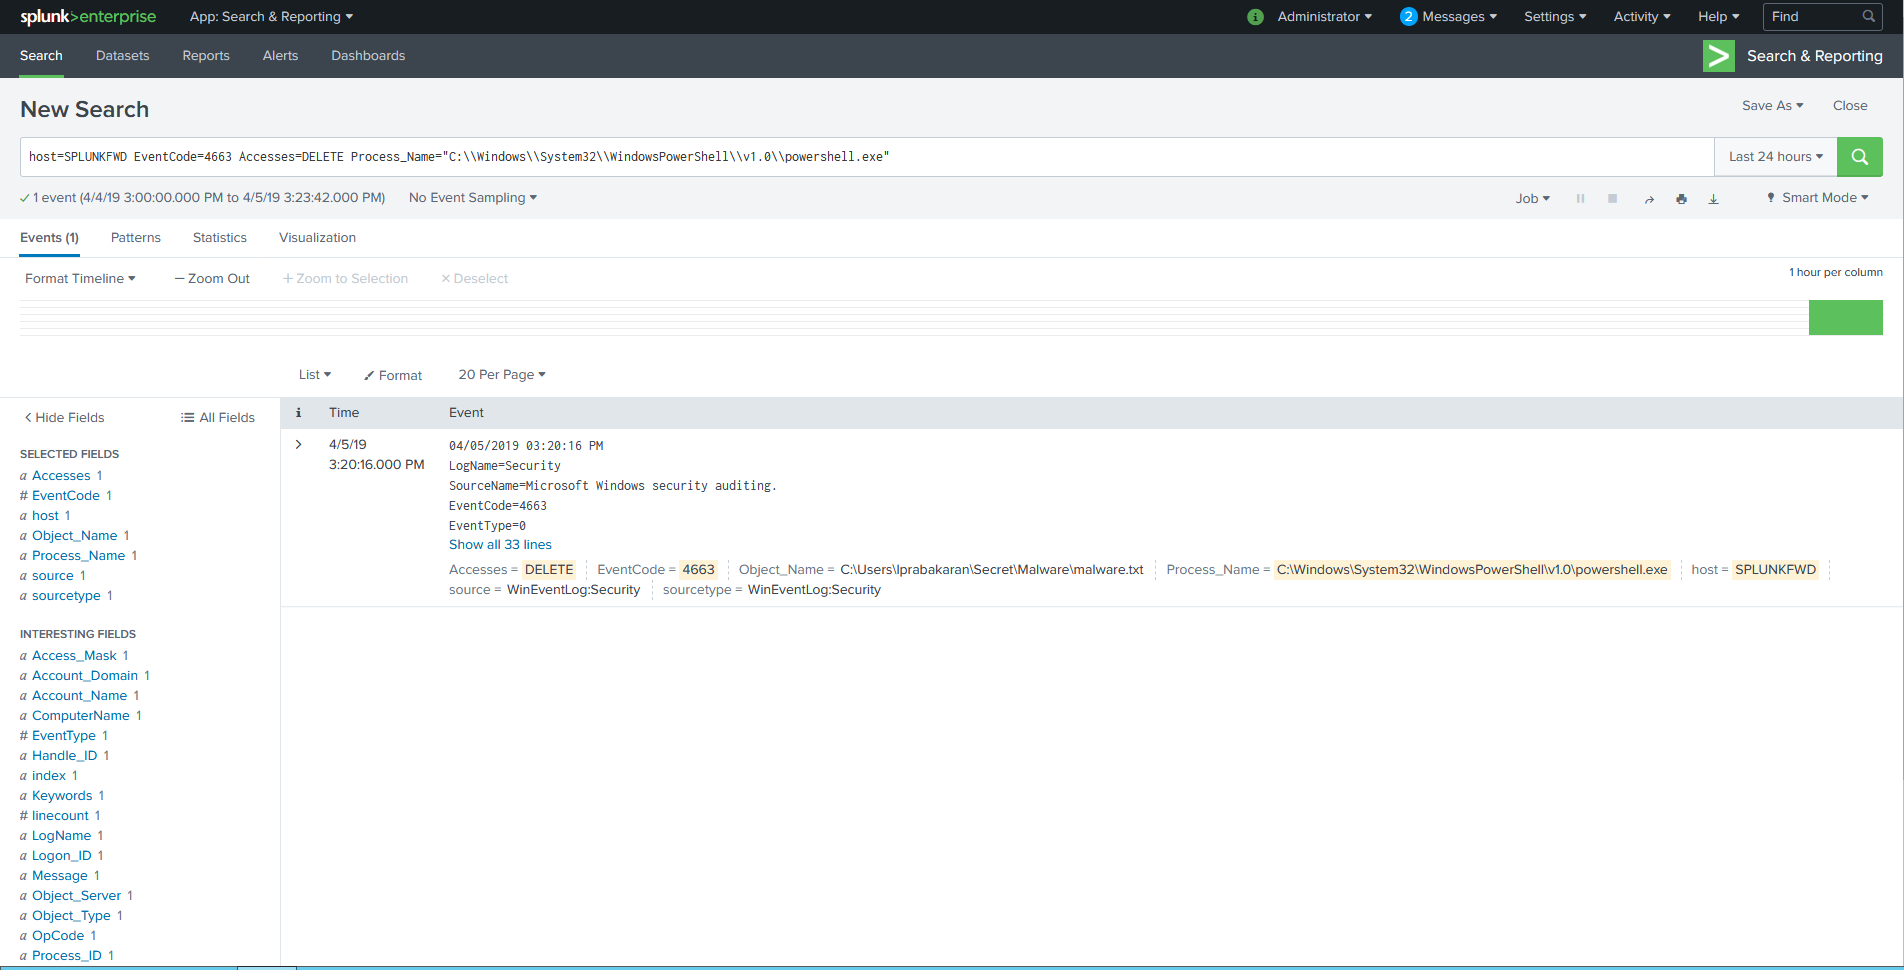 splunk>enterprise App: Search & Reporting i Administrator 2 Messages Settings Activity Help Find
Search Datasets Reports Alerts Dashboards Search & Reporting
New Search Save As Close
host=SPLUNKFWD EventCode=4663 Accesses=DELETE Process_Name="C:\\Windows\\System32\\WindowsPowerShell\\v1.0\\powershell.exe" Last 24 hours
1 event (4/4/19 3:00:00.000 PM to 4/5/19 3:23:42.000 PM) No Event Sampling Job Smart Mode
Events (1) Patterns Statistics Visualization
Format Timeline — Zoom Out + Zoom to Selection × Deselect 1 hour per column
List Format 20 Per Page
< Hide Fields All Fields
SELECTED FIELDS
a Accesses 1
# EventCode 1
a host 1
a Object_Name 1
a Process_Name 1
a source 1
a sourcetype 1
INTERESTING FIELDS
a Access_Mask 1
a Account_Domain 1
a Account_Name 1
a ComputerName 1
# EventType 1
a Handle_ID 1
a index 1
a Keywords 1
# linecount 1
a LogName 1
a Logon_ID 1
a Message 1
a Object_Server 1
a Object_Type 1
a OpCode 1
a Process_ID 1
i Time Event
4/5/19
3:20:16.000 PM
04/05/2019 03:20:16 PM
LogName=Security
SourceName=Microsoft Windows security auditing.
EventCode=4663
EventType=0
Show all 33 lines
Accesses = DELETE EventCode = 4663 Object_Name = C:\Users\lprabakaran\Secret\Malware\malware.txt Process_Name = C:\Windows\System32\WindowsPowerShell\v1.0\powershell.exe host = SPLUNKFWD
source = WinEventLog:Security sourcetype = WinEventLog:Security